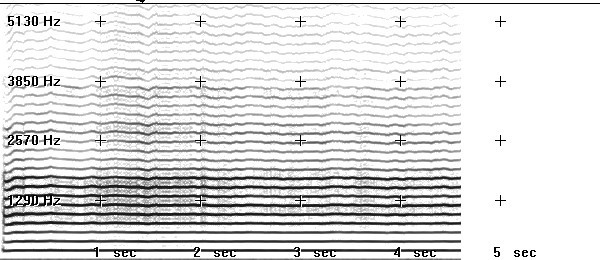 5130 Hz
3850 Hz
2570 Hz
1290 Hz
1 sec 2 sec 3 sec 4 sec 5 sec